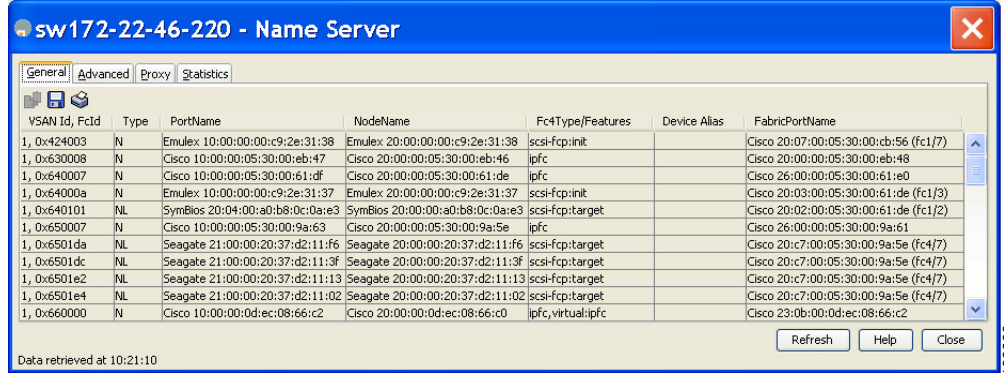 sw172-22-46-220 - Name Server
General Advanced Proxy Statistics
VSAN Id, FcId Type PortName NodeName Fc4Type/Features Device Alias FabricPortName
1, 0x424003 N Emulex 10:00:00:00:c9:2e:31:38 Emulex 20:00:00:00:c9:2e:31:38 scsi-fcp:init Cisco 20:07:00:05:30:00:cb:56 (fc1/7)
1, 0x630008 N Cisco 10:00:00:05:30:00:eb:47 Cisco 20:00:00:05:30:00:eb:46 ipfc Cisco 20:00:00:05:30:00:eb:48
1, 0x640007 N Cisco 10:00:00:05:30:00:61:df Cisco 20:00:00:05:30:00:61:de ipfc Cisco 26:00:00:05:30:00:61:e0
1, 0x64000a N Emulex 10:00:00:00:c9:2e:31:37 Emulex 20:00:00:00:c9:2e:31:37 scsi-fcp:init Cisco 20:03:00:05:30:00:61:de (fc1/3)
1, 0x640101 NL SymBios 20:04:00:a0:b8:0c:0a:e3 SymBios 20:00:00:a0:b8:0c:0a:e3 scsi-fcp:target Cisco 20:02:00:05:30:00:61:de (fc1/2)
1, 0x650007 N Cisco 10:00:00:05:30:00:9a:63 Cisco 20:00:00:05:30:00:9a:5e ipfc Cisco 26:00:00:05:30:00:9a:61
1, 0x6501da NL Seagate 21:00:00:20:37:d2:11:f6 Seagate 20:00:00:20:37:d2:11:f6 scsi-fcp:target Cisco 20:c7:00:05:30:00:9a:5e (fc4/7)
1, 0x6501dc NL Seagate 21:00:00:20:37:d2:11:3f Seagate 20:00:00:20:37:d2:11:3f scsi-fcp:target Cisco 20:c7:00:05:30:00:9a:5e (fc4/7)
1, 0x6501e2 NL Seagate 21:00:00:20:37:d2:11:13 Seagate 20:00:00:20:37:d2:11:13 scsi-fcp:target Cisco 20:c7:00:05:30:00:9a:5e (fc4/7)
1, 0x6501e4 NL Seagate 21:00:00:20:37:d2:11:02 Seagate 20:00:00:20:37:d2:11:02 scsi-fcp:target Cisco 20:c7:00:05:30:00:9a:5e (fc4/7)
1, 0x660000 N Cisco 10:00:00:0d:ec:08:66:c2 Cisco 20:00:00:0d:ec:08:66:c0 ipfc,virtual:ipfc Cisco 23:0b:00:0d:ec:08:66:c2
Refresh Help Close
Data retrieved at 10:21:10